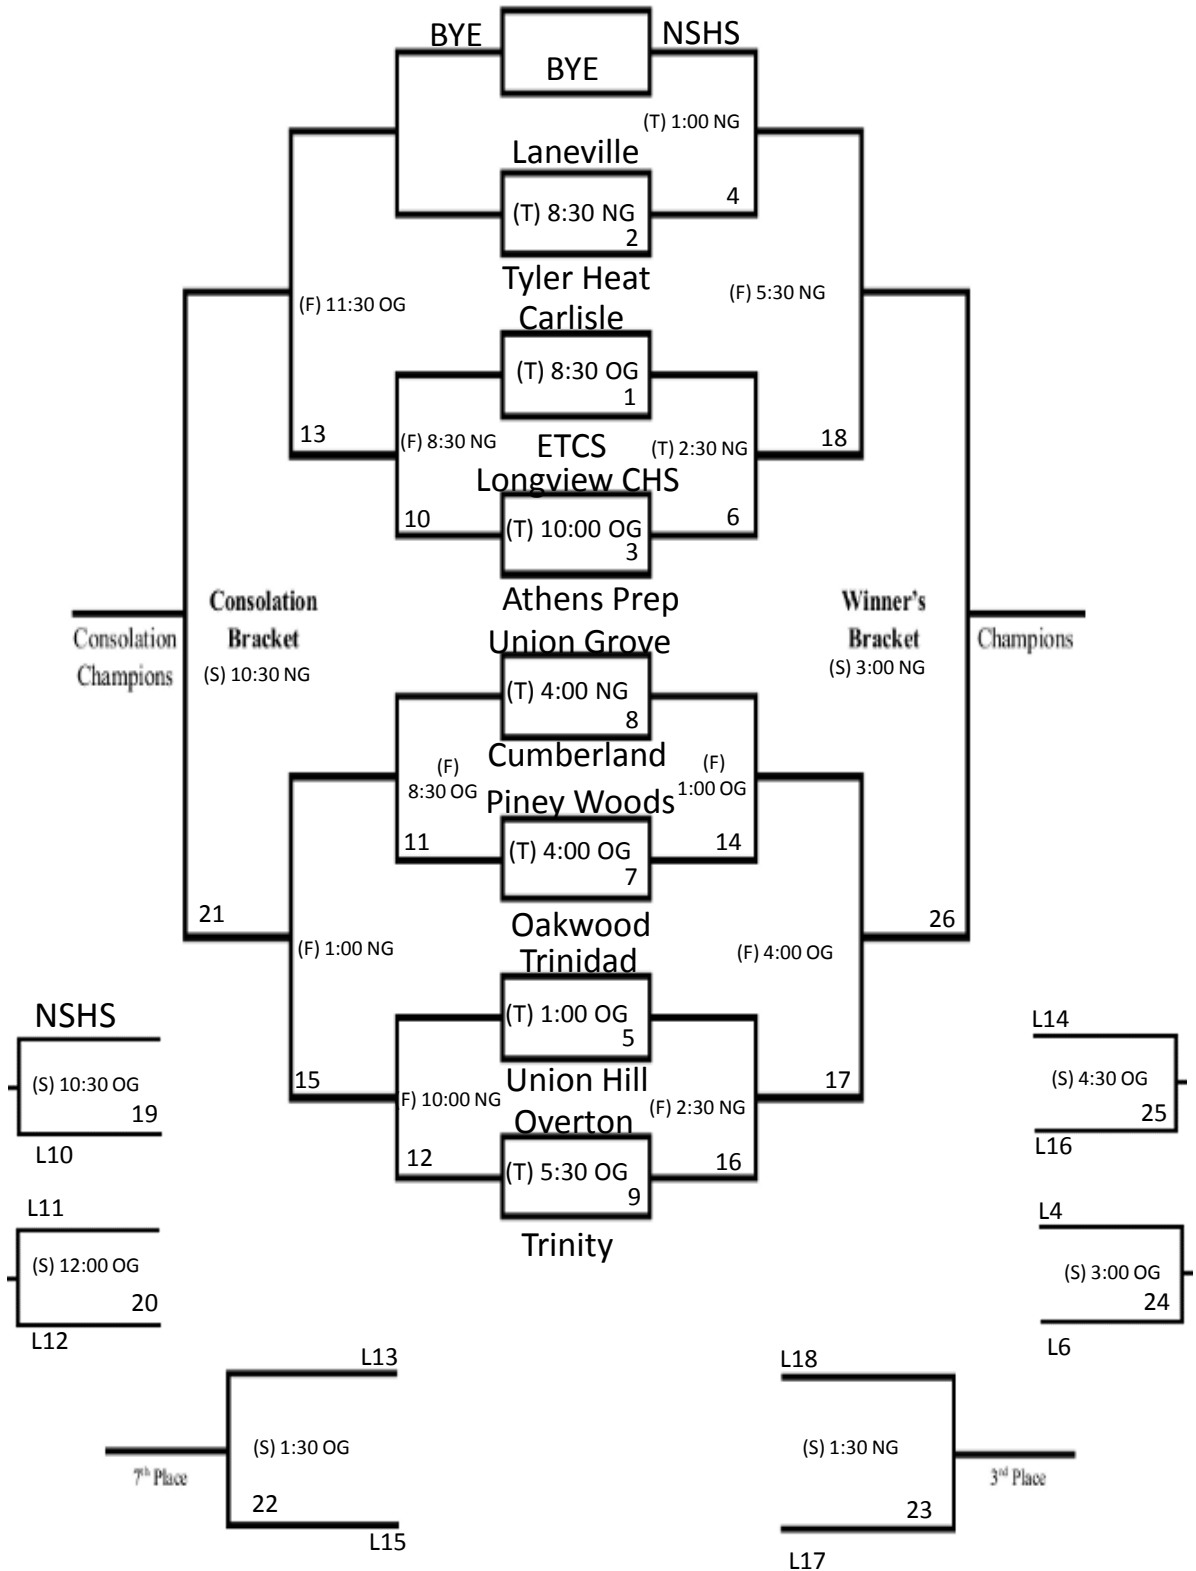 BYE
NSHS
BYE
(T) 1:00 NG
Laneville
4
(T) 8:30 NG
2
Tyler Heat
(F) 11:30 OG
(F) 5:30 NG
Carlisle
(T) 8:30 OG
1
13
(F) 8:30 NG
ETCS
(T) 2:30 NG
18
Longview CHS
10
(T) 10:00 OG
3
6
Athens Prep
Consolation
Bracket
(S) 10:30 NG
Winner's
Bracket
(S) 3:00 NG
Consolation
Champions
Champions
Union Grove
(T) 4:00 NG
8
Cumberland
(F)
8:30 OG
(F)
1:00 OG
Piney Woods
11
(T) 4:00 OG
7
14
21
Oakwood
26
(F) 1:00 NG
Trinidad
(F) 4:00 OG
NSHS
(T) 1:00 OG
5
L14
(S) 10:30 OG
19
L10
15
Union Hill
17
(S) 4:30 OG
25
L16
(F) 10:00 NG
Overton
(F) 2:30 NG
12
(T) 5:30 OG
9
16
Trinity
L11
(S) 12:00 OG
20
L12
L4
(S) 3:00 OG
24
L6
L13
(S) 1:30 OG
7th Place
22
L15
L18
(S) 1:30 NG
3rd Place
23
L17